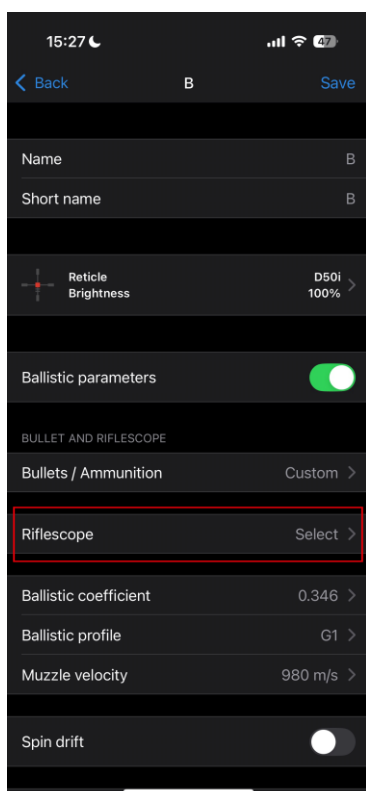 15:27
47
Back
B
Save
Name
B
Short name
B
Reticle
D50i
Brightness
100%
Ballistic parameters
BULLET AND RIFLESCOPE
Bullets / Ammunition
Custom
Riflescope
Select
Ballistic coefficient
0.346
Ballistic profile
G1
Muzzle velocity
980 m/s
Spin drift